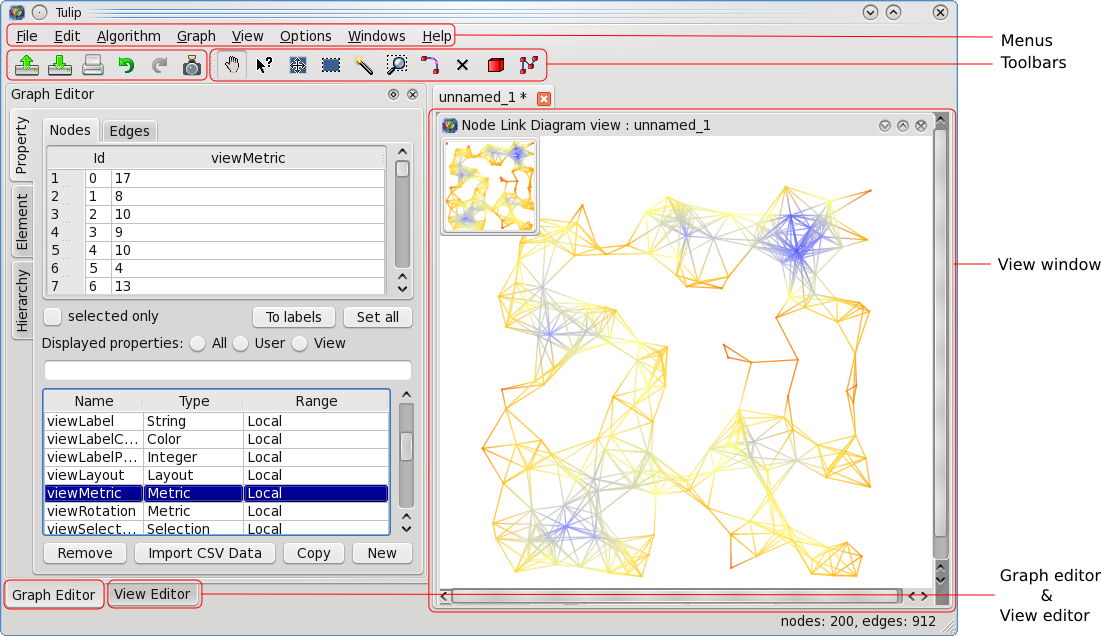 Tulip
File Edit Algorithm Graph View Options Windows Help
Menus
Toolbars
Graph Editor
unnamed_1 *
Property
Element
Hierarchy
Nodes Edges
Id viewMetric
1 0 17
2 1 8
3 2 10
4 3 9
5 4 10
6 5 4
7 6 13
selected only To labels Set all
Displayed properties: All User View
Name Type Range
viewLabel String Local
viewLabelC... Color Local
viewLabelP... Integer Local
viewLayout Layout Local
viewMetric Metric Local
viewRotation Metric Local
viewSelect... Selection Local
Remove Import CSV Data Copy New
Graph Editor View Editor
Node Link Diagram view : unnamed_1
View window
Graph editor
&
View editor
nodes: 200, edges: 912